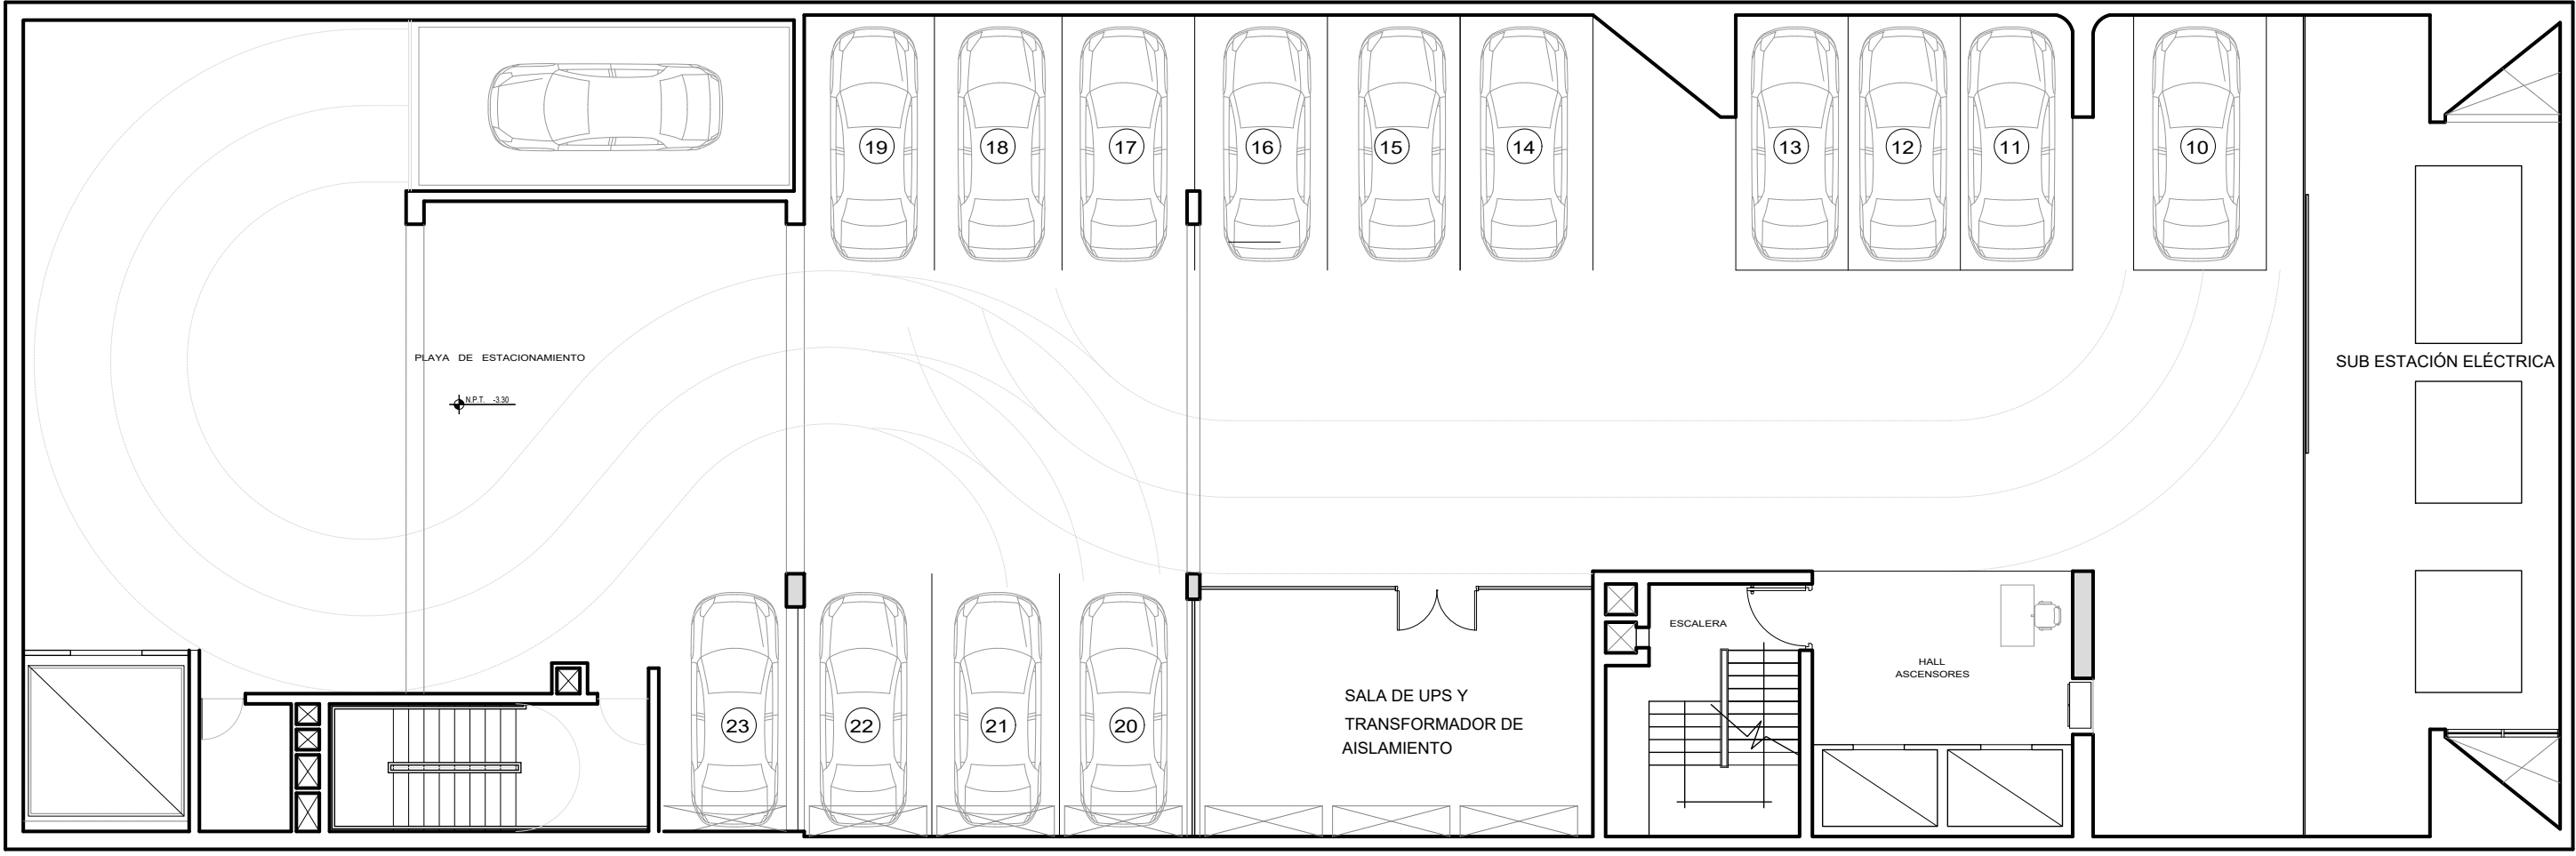 19
18
17
16
15
14
13
12
11
10
PLAYA DE ESTACIONAMIENTO
N.P.T. -3.30
SUB ESTACIÓN ELÉCTRICA
ESCALERA
HALL
ASCENSORES
SALA DE UPS Y
TRANSFORMADOR DE
AISLAMIENTO
23
22
21
20